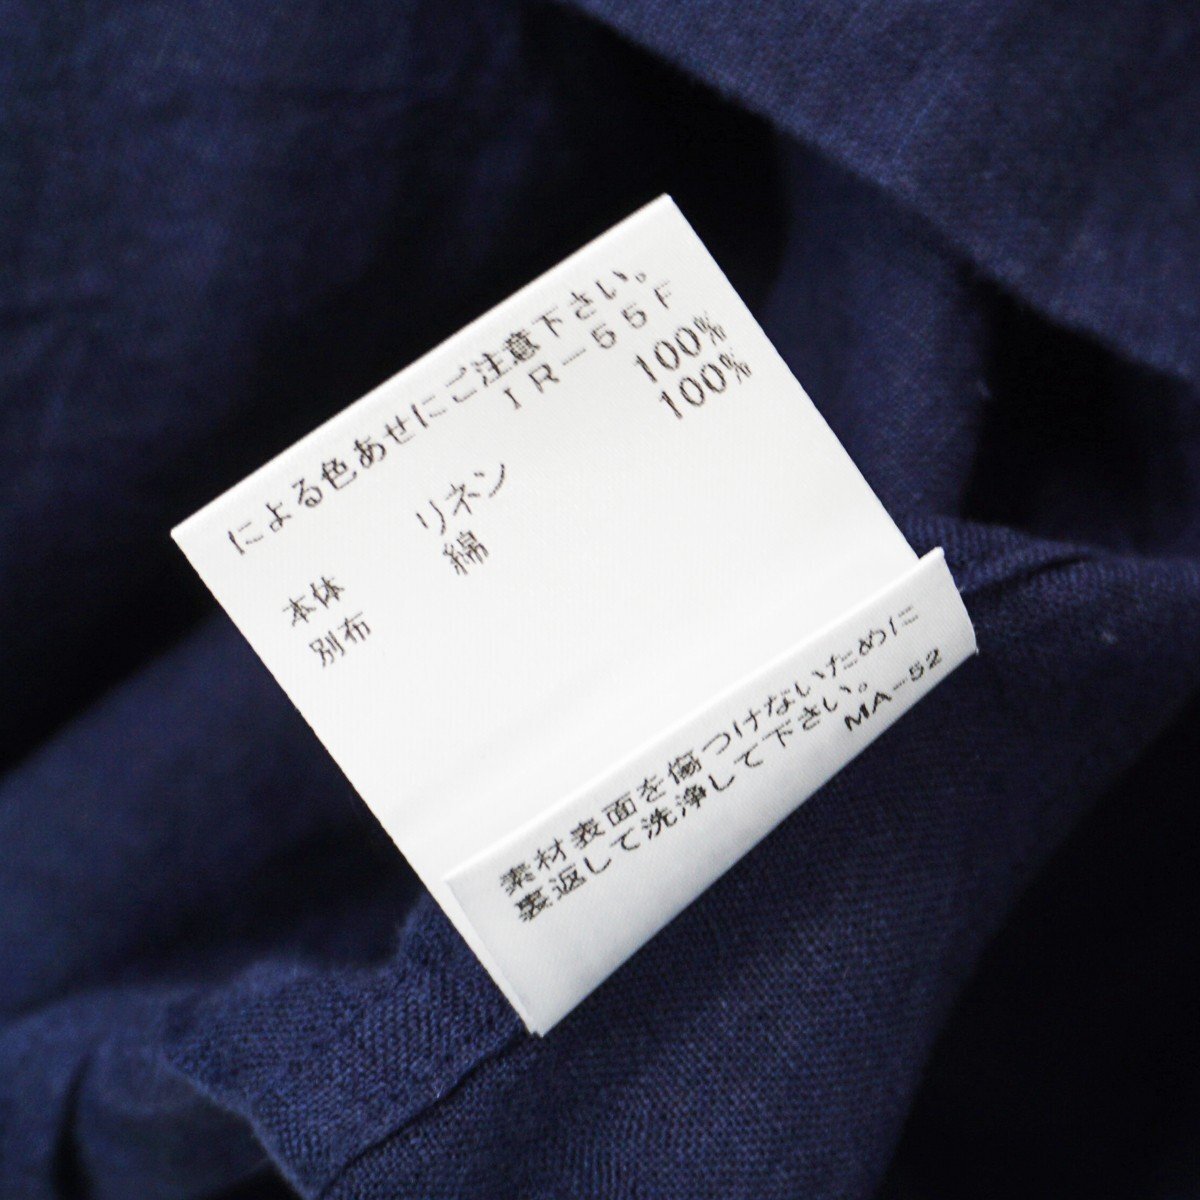 による色あせにご注意下さい。
IR－55F
本体 リネン 100%
別布 綿 100%
素材表面を傷つけないために
裏返しして洗浄して下さい。
MA－52